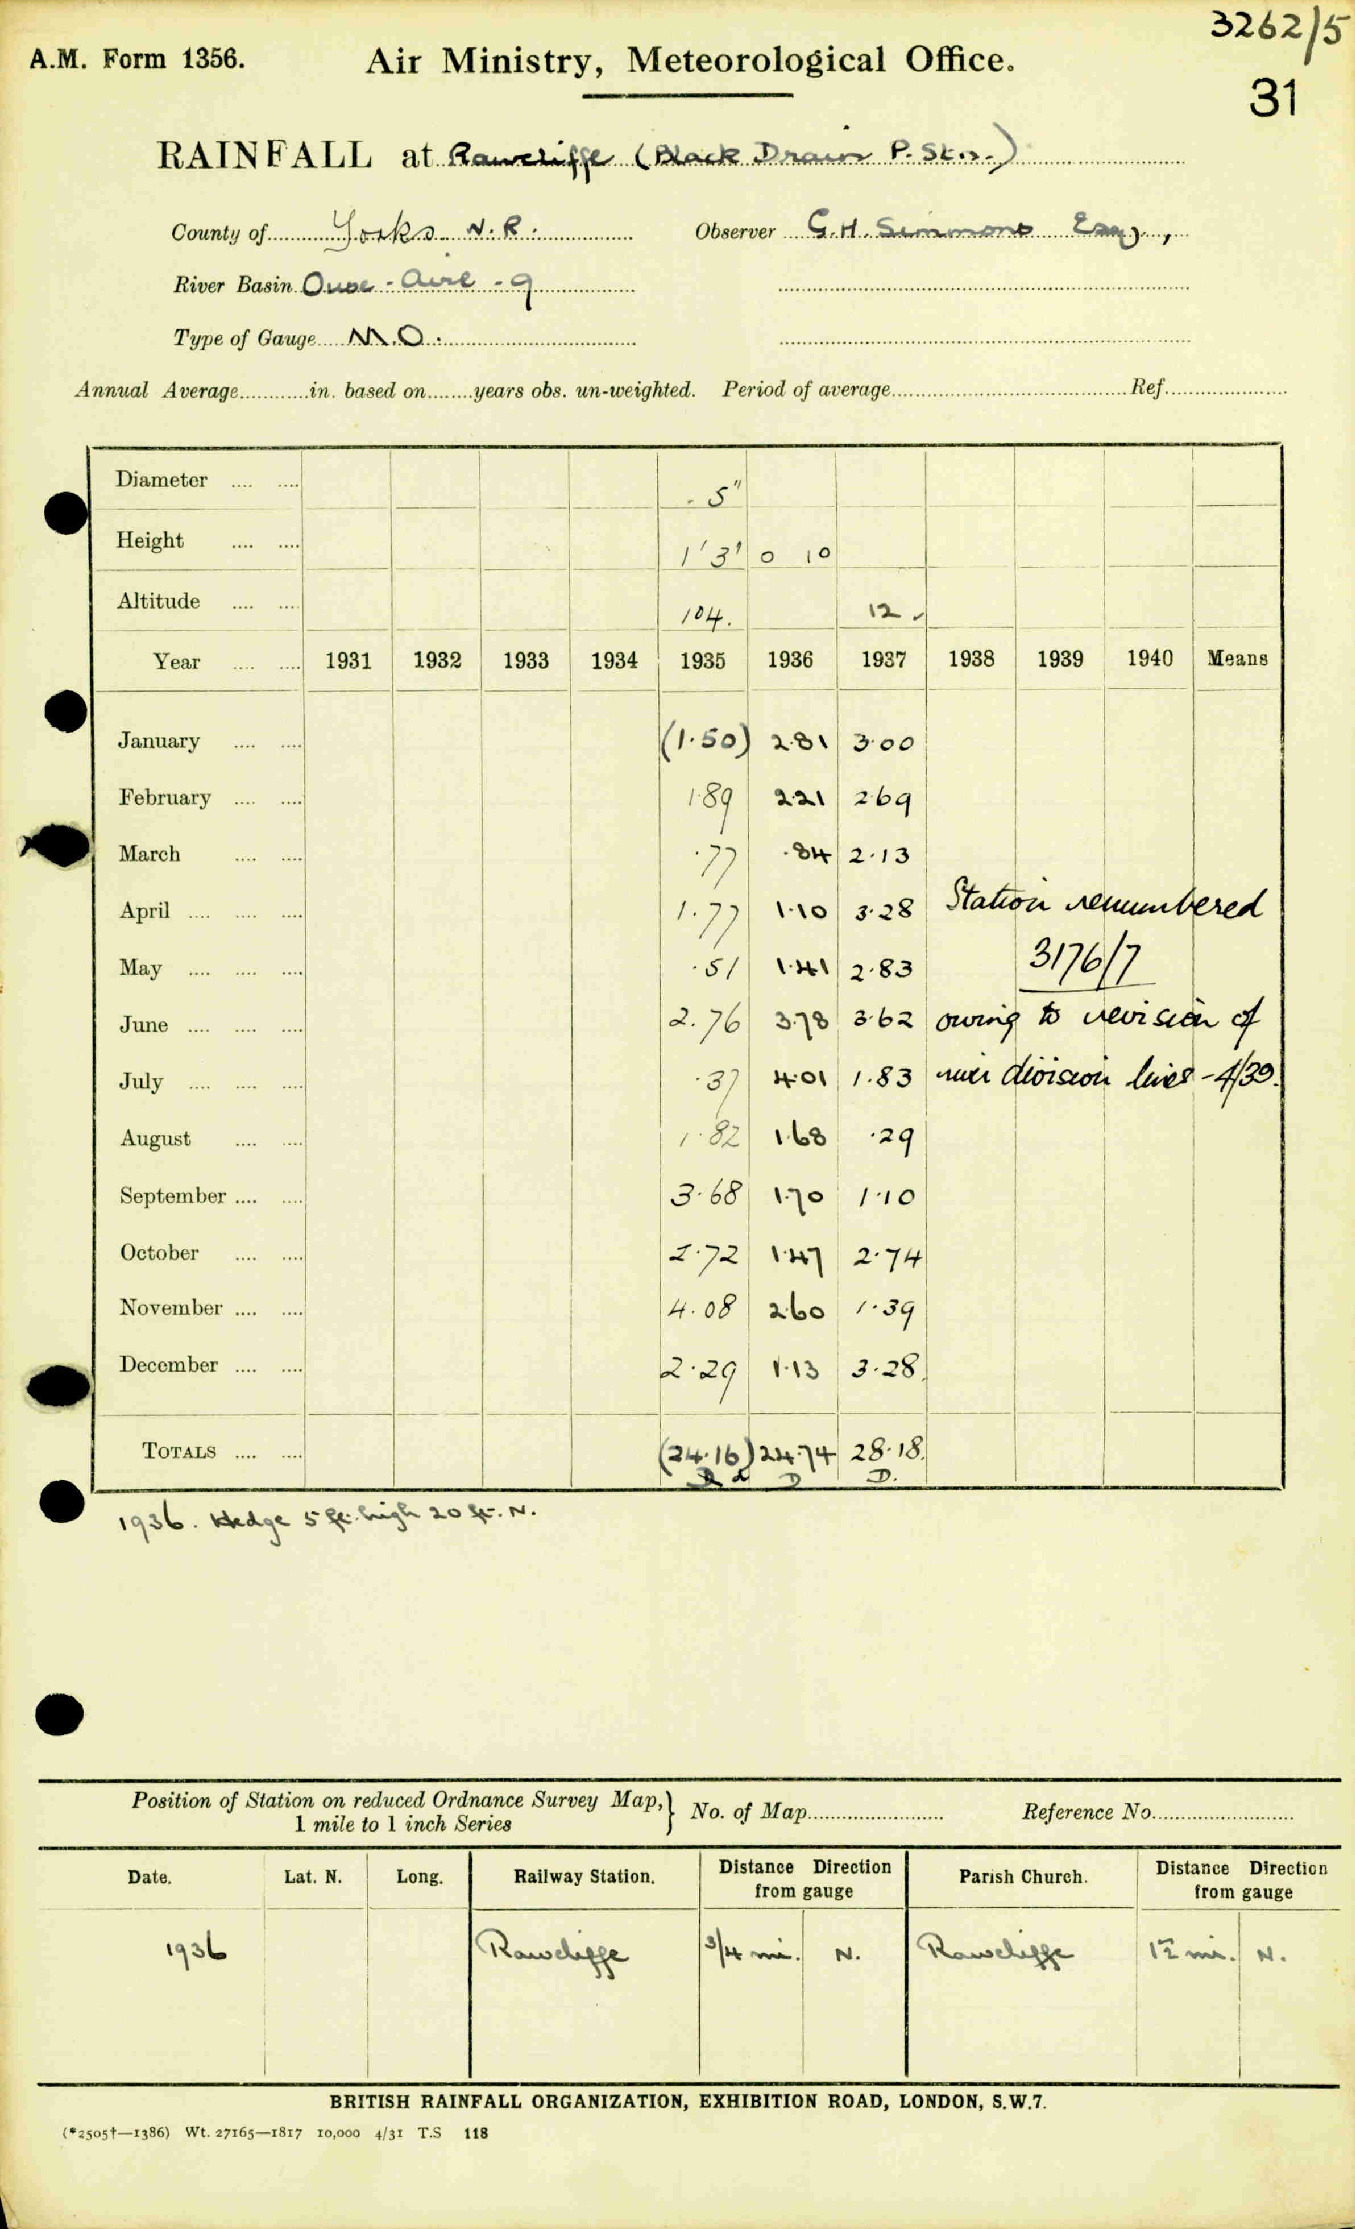 3262/5
A.M. Form 1356. Air Ministry, Meteorological Office.
31
RAINFALL at Rawcliffe (Black Drain P. Stn.)
County of Yorks N.R. Observer G.H. Simmons Esq.,
River Basin Ouse - Aire - 9
Type of Gauge M.O.
Annual Average in. based on years obs. un-weighted. Period of average Ref.
Diameter 5"
Height 1' 3" 0 10
Altitude 104. 12
Year 1931 1932 1933 1934 1935 1936 1937 1938 1939 1940 Means
January (1.50) 2.81 3.00
February 1.89 2.21 2.69
March .77 .84 2.13
April 1.77 1.10 3.28 Station renumbered
3176/7
May .51 1.41 2.83
June 2.76 3.78 3.62 owing to revision of
July .37 4.01 1.83 river division lines - 4/39.
August 1.82 1.68 .29
September 3.68 1.70 1.10
October 2.72 1.47 2.74
November 4.08 2.60 1.39
December 2.29 1.13 3.28
TOTALS (24.16) 24.74 28.18
D D.
1936. Hedge 5 ft. high 20 ft. N.
Position of Station on reduced Ordnance Survey Map, } No. of Map Reference No.
1 mile to 1 inch Series
Date. Lat. N. Long. Railway Station. Distance Direction from gauge Parish Church. Distance Direction from gauge
1936 Rawcliffe 3/4 mi. N. Rawcliffe 1½ mi. N.
BRITISH RAINFALL ORGANIZATION, EXHIBITION ROAD, LONDON, S.W.7.
(*2505†—1386) Wt. 27165—1817 10,000 4/31 T.S 118